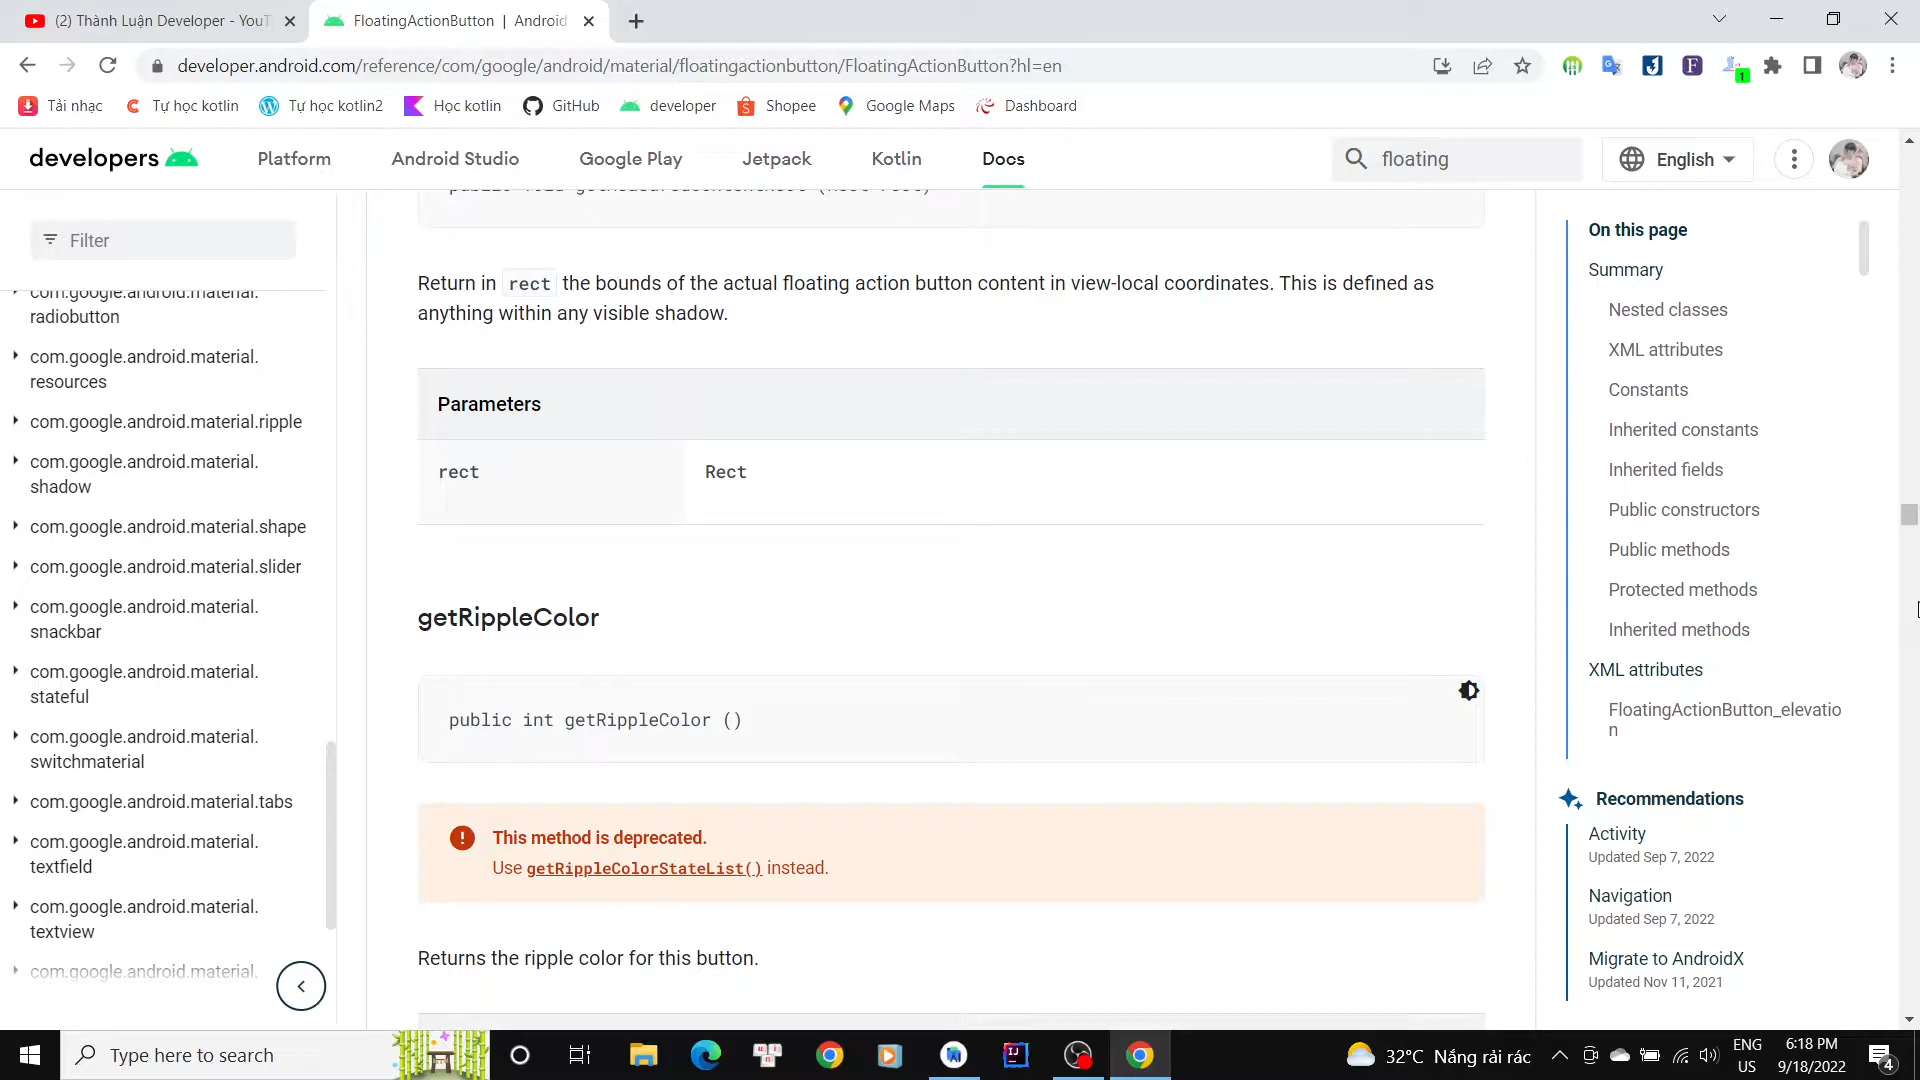 (2) Thành Luận Developer - YouT
FloatingActionButton | Android
developer.android.com/reference/com/google/android/material/floatingactionbutton/FloatingActionButton?hl=en
1
Tải nhạc
Tự học kotlin
Tự học kotlin2
Học kotlin
GitHub
developer
Shopee
Google Maps
Dashboard
developers
Platform
Android Studio
Google Play
Jetpack
Kotlin
Docs
floating
English
Filter
com.google.android.material.
radiobutton
com.google.android.material.
resources
com.google.android.material.ripple
com.google.android.material.
shadow
com.google.android.material.shape
com.google.android.material.slider
com.google.android.material.
snackbar
com.google.android.material.
stateful
com.google.android.material.
switchmaterial
com.google.android.material.tabs
com.google.android.material.
textfield
com.google.android.material.
textview
com.google.android.material.
Return in rect the bounds of the actual floating action button content in view-local coordinates. This is defined as
anything within any visible shadow.
Parameters
rect
Rect
getRippleColor
public int getRippleColor ()
This method is deprecated.
Use getRippleColorStateList() instead.
Returns the ripple color for this button.
On this page
Summary
Nested classes
XML attributes
Constants
Inherited constants
Inherited fields
Public constructors
Public methods
Protected methods
Inherited methods
XML attributes
FloatingActionButton_elevatio
n
Recommendations
Activity
Updated Sep 7, 2022
Navigation
Updated Sep 7, 2022
Migrate to AndroidX
Updated Nov 11, 2021
Type here to search
32°C Nắng rải rác
ENG
US
6:18 PM
9/18/2022
4